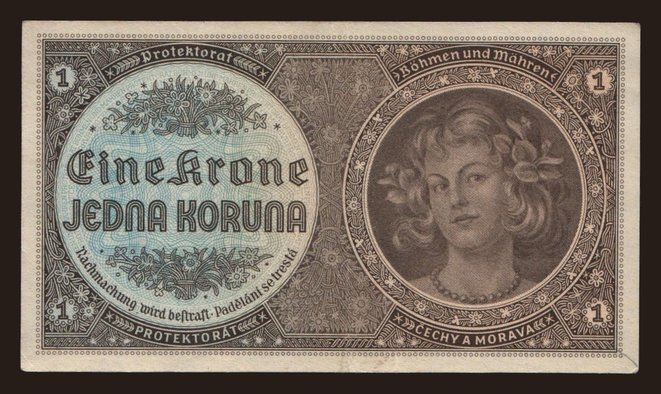 1
Protektorat
Böhmen und Mähren
1
Eine Krone
JEDNA KORUNA
Nachmachung wird bestraft · Padělání se trestá
1
PROTEKTORÁT
ČECHY A MORAVA
1